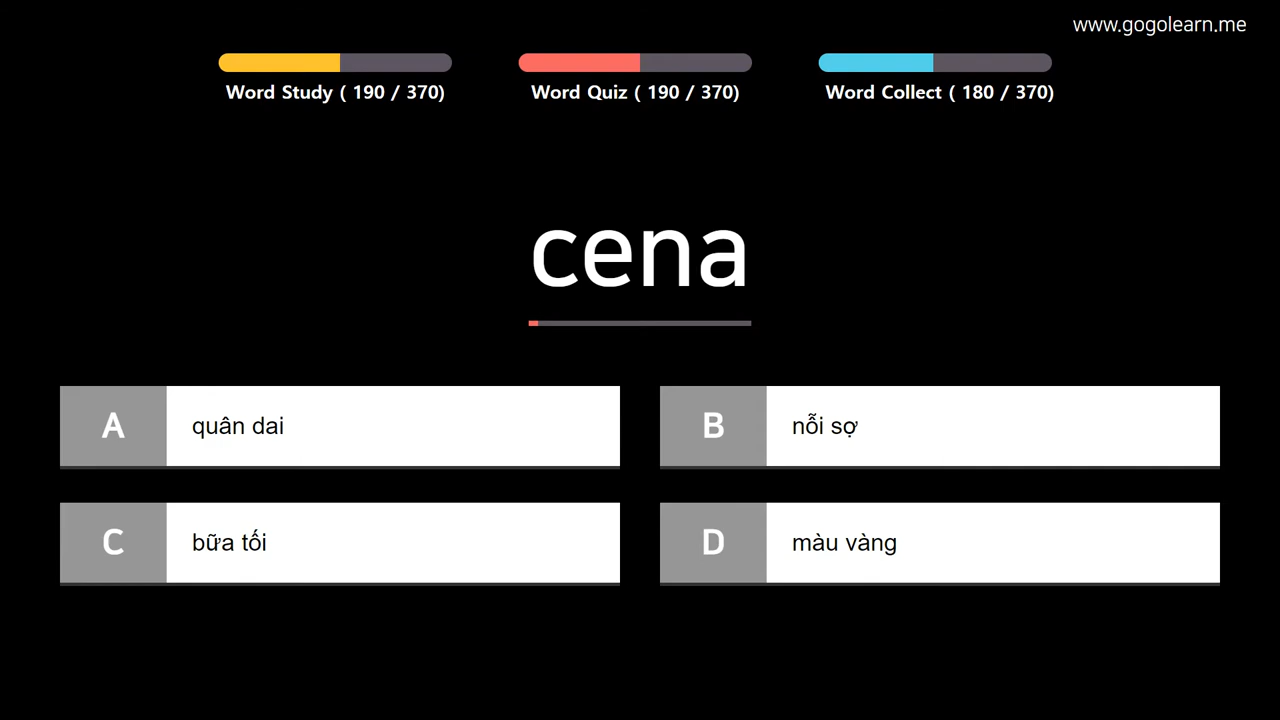 www.gogolearn.me
Word Study ( 190 / 370)
Word Quiz ( 190 / 370)
Word Collect ( 180 / 370)
cena
A quân dai
B nỗi sợ
C bữa tối
D màu vàng